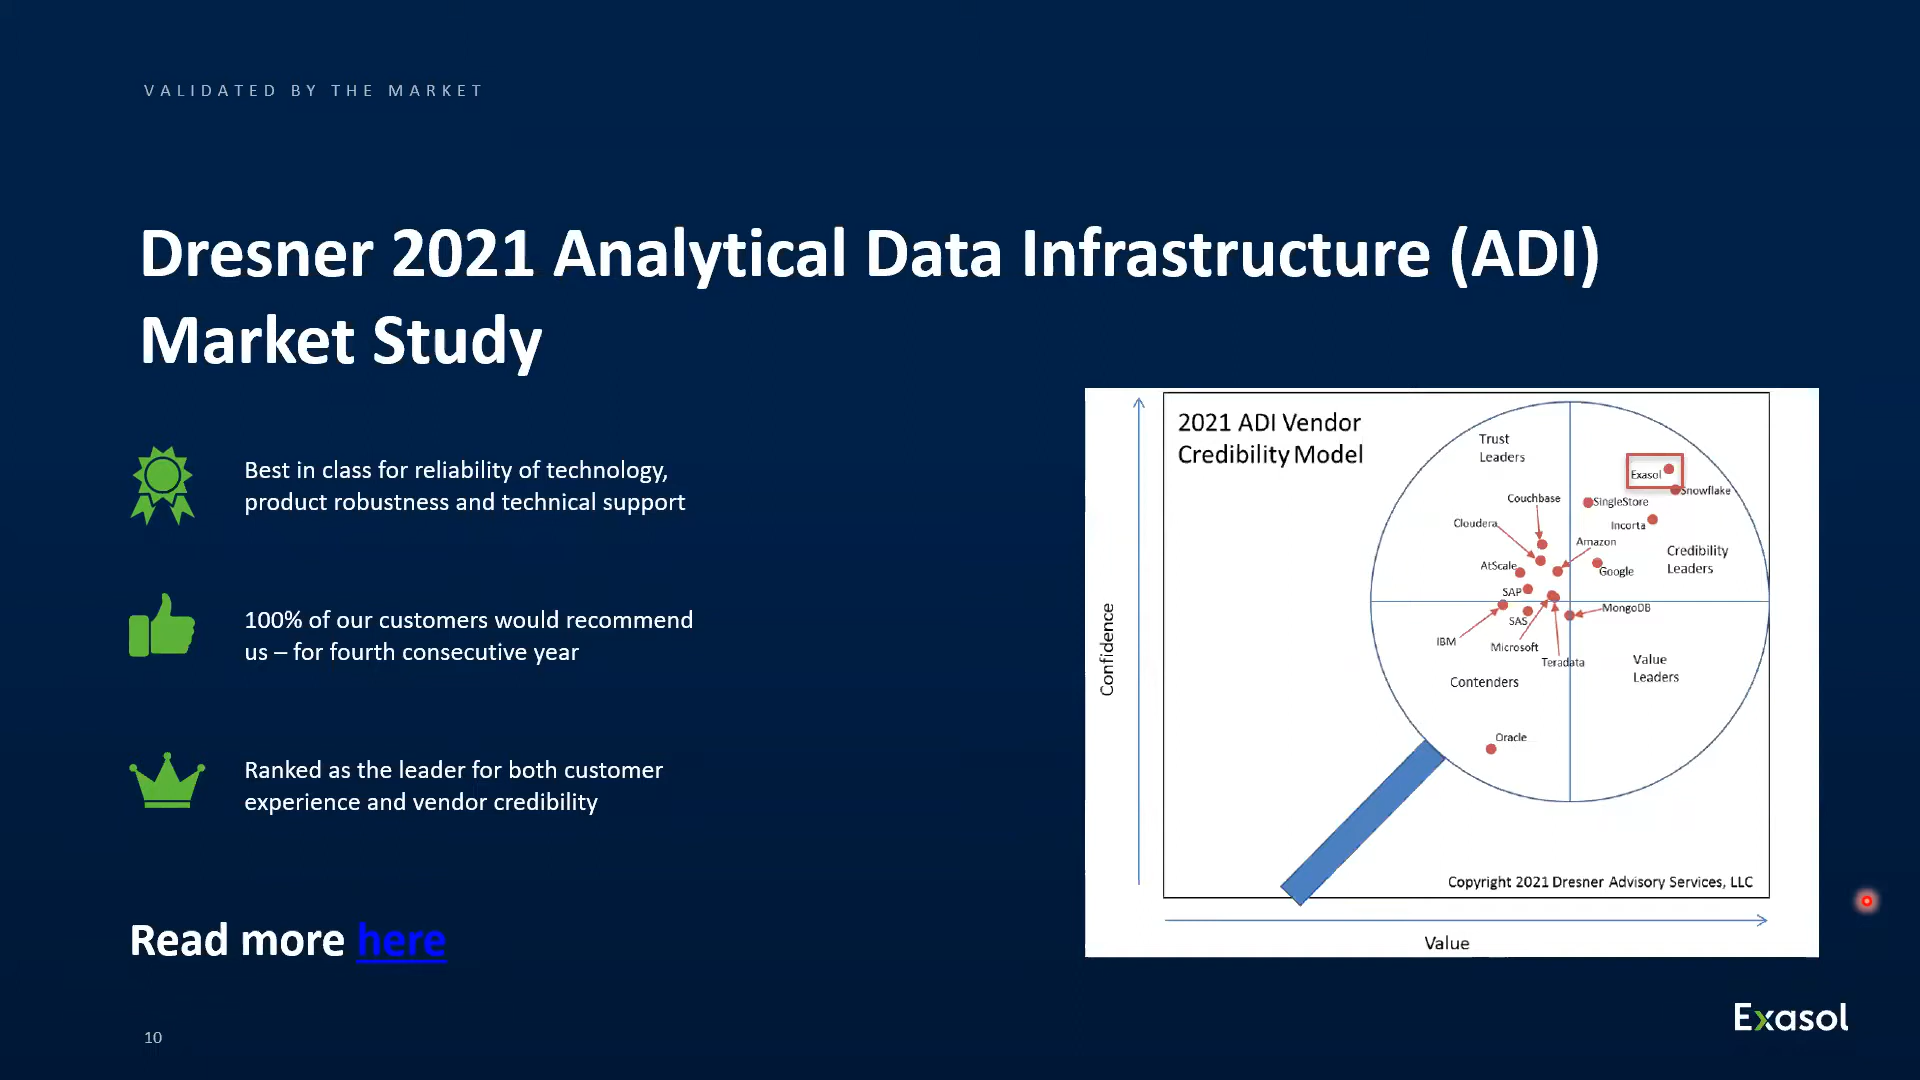 VALIDATED BY THE MARKET
Dresner 2021 Analytical Data Infrastructure (ADI)
Market Study
Best in class for reliability of technology,
product robustness and technical support
100% of our customers would recommend
us – for fourth consecutive year
Ranked as the leader for both customer
experience and vendor credibility
Read more here
10
2021 ADI Vendor
Credibility Model
Trust
Leaders
Exasol
Snowflake
SingleStore
Couchbase
Cloudera
Incorta
Amazon
Credibility
Leaders
AtScale
Google
SAP
MongoDB
SAS
IBM
Microsoft
Teradata
Value
Leaders
Contenders
Oracle
Confidence
Copyright 2021 Dresner Advisory Services, LLC
Value
Exasol